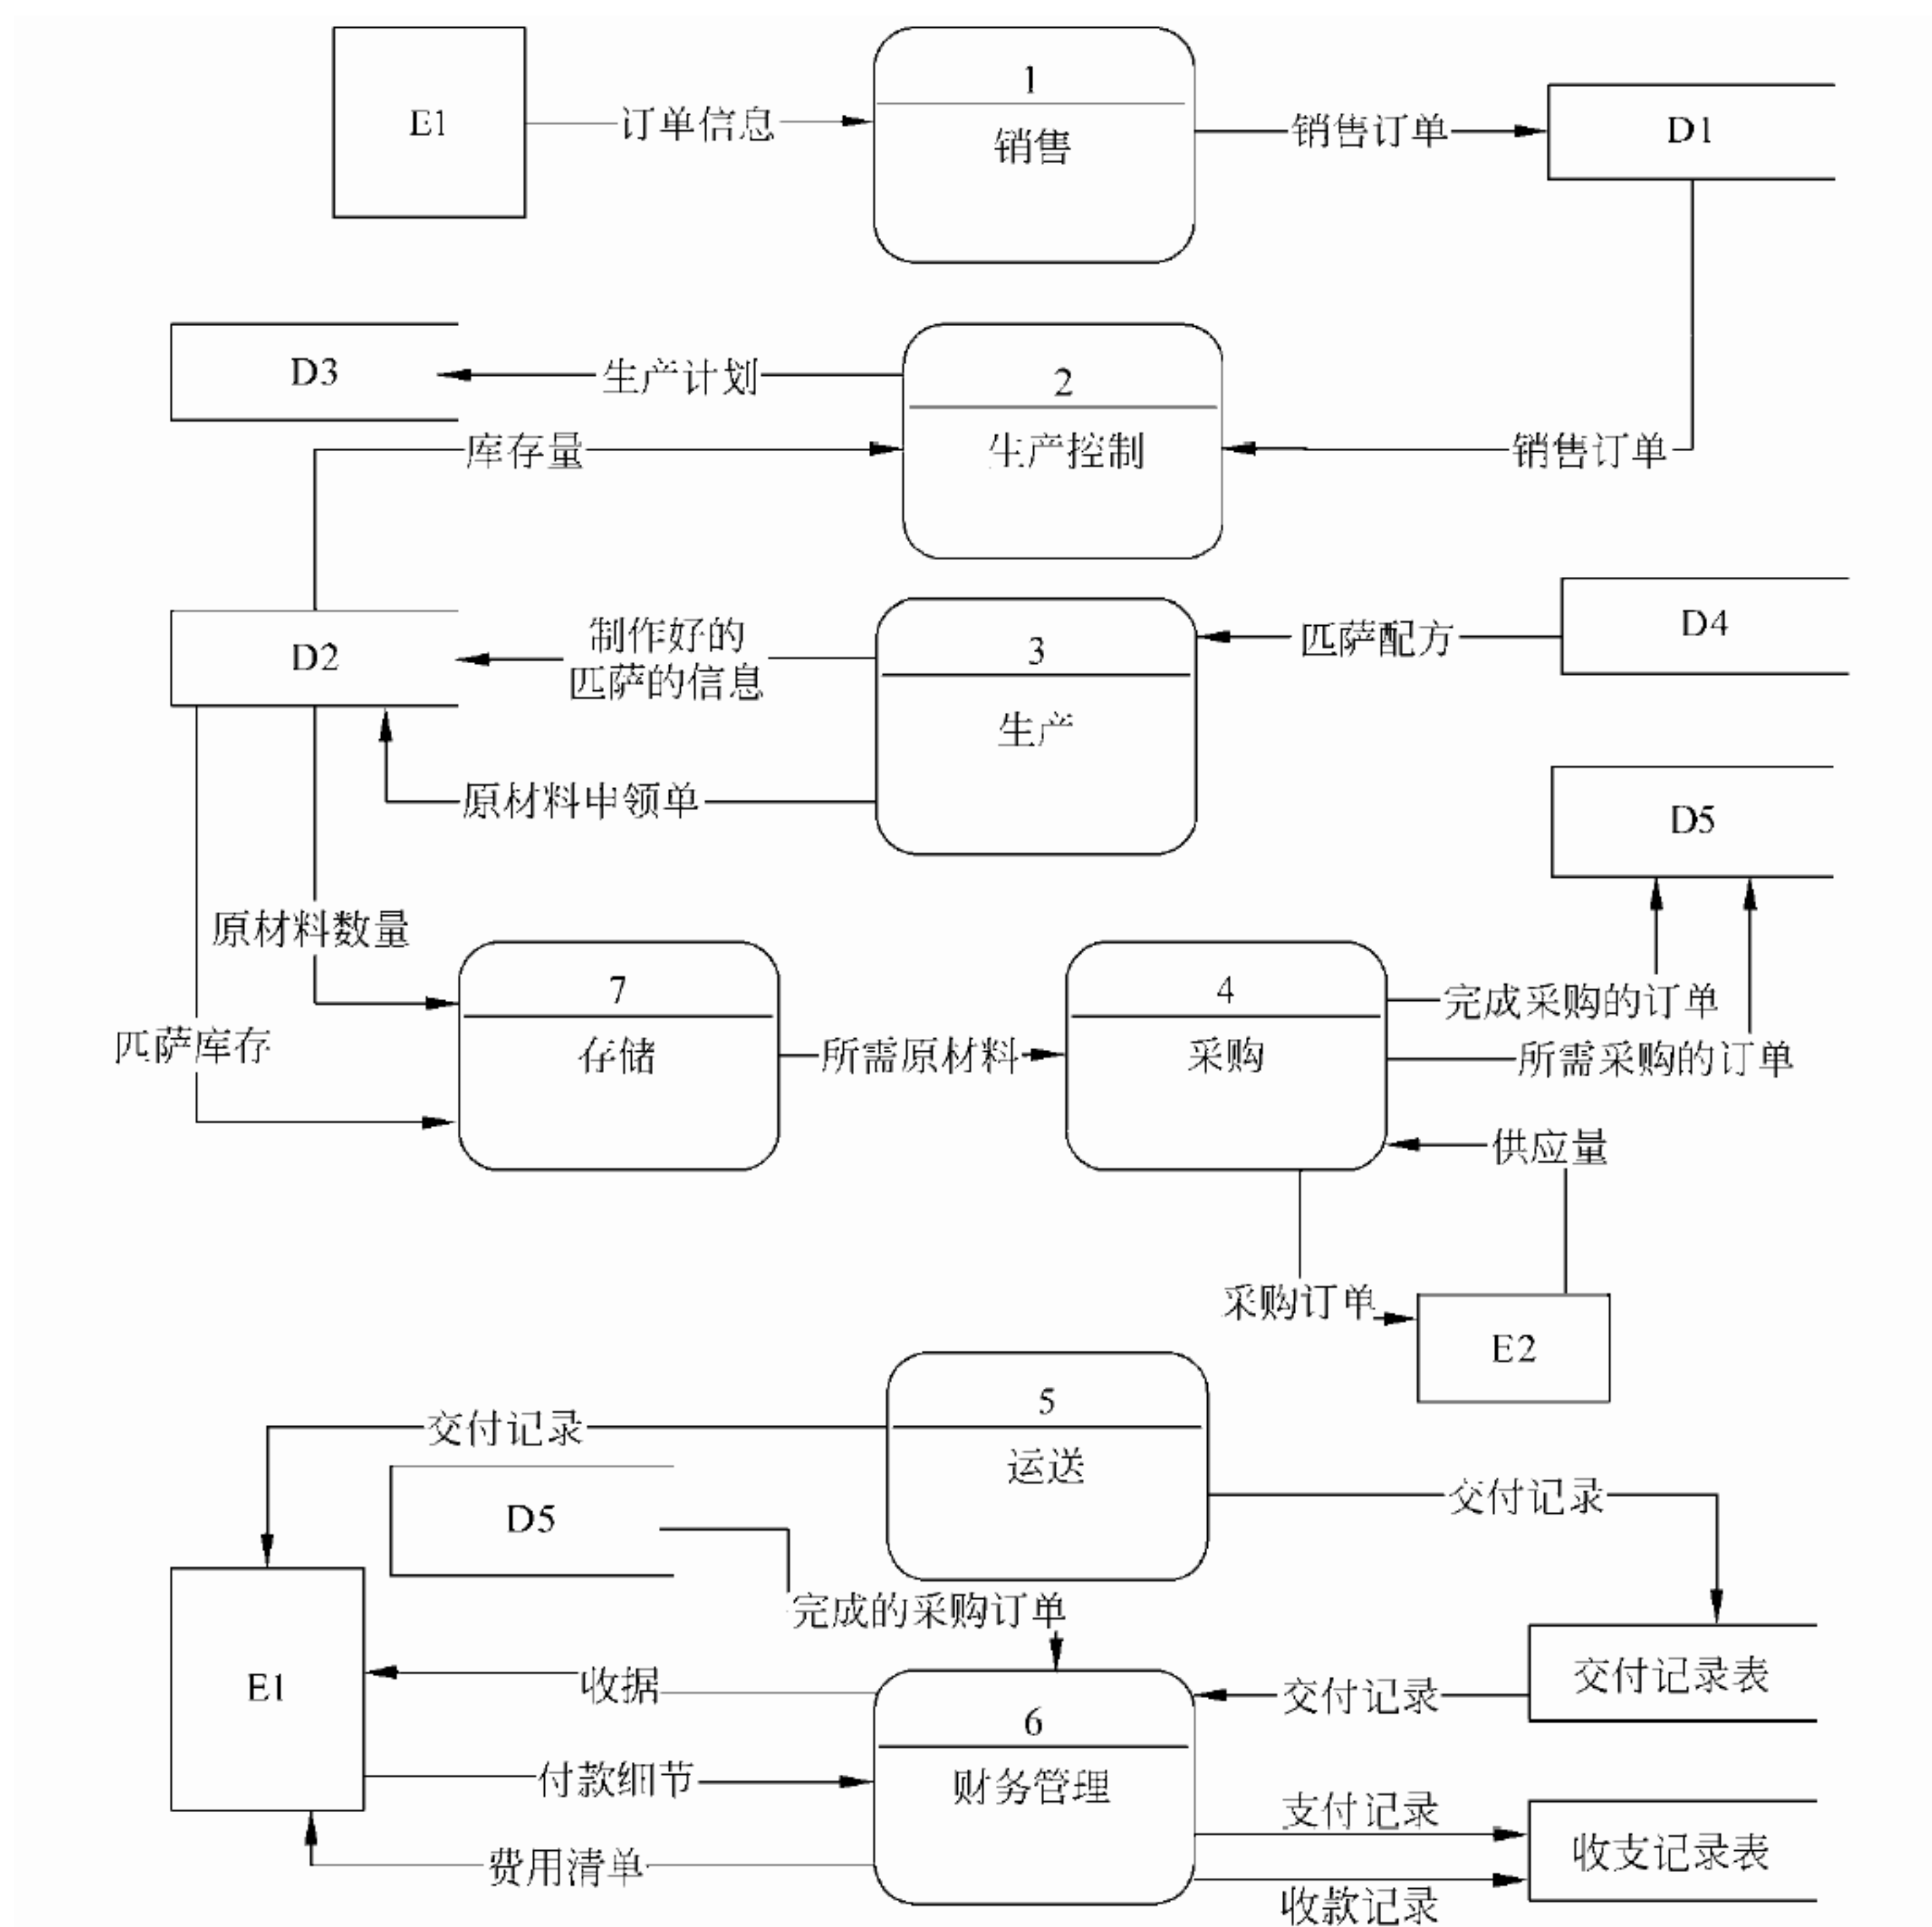 E1
订单信息
1
销售
销售订单
D1
D3
生产计划
2
生产控制
库存量
销售订单
D2
制作好的
匹萨的信息
3
生产
匹萨配方
D4
原材料申领单
D5
原材料数量
匹萨库存
7
存储
所需原材料
4
采购
完成采购的订单
所需采购的订单
供应量
采购订单
E2
5
运送
交付记录
交付记录
D5
完成的采购订单
E1
收据
6
财务管理
交付记录
交付记录表
付款细节
费用清单
支付记录
收款记录
收支记录表